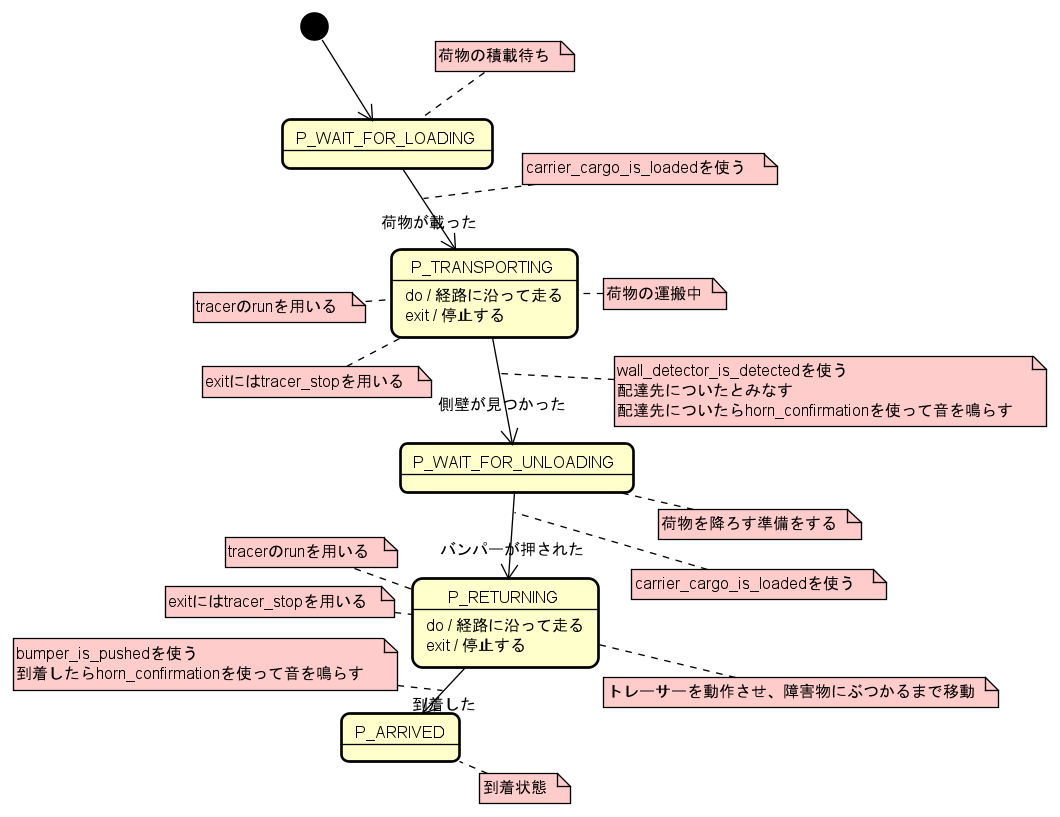 荷物の積載待ち
P_WAIT_FOR_LOADING
carrier_cargo_is_loadedを使う
荷物が載った
P_TRANSPORTING
do / 経路に沿って走る
exit / 停止する
tracerのrunを用いる
荷物の運搬中
exitにはtracer_stopを用いる
wall_detector_is_detectedを使う
配達先についたとみなす
配達先についたらhorn_confirmationを使って音を鳴らす
側壁が見つかった
P_WAIT_FOR_UNLOADING
荷物を降ろす準備をする
バンパーが押された
carrier_cargo_is_loadedを使う
tracerのrunを用いる
exitにはtracer_stopを用いる
P_RETURNING
do / 経路に沿って走る
exit / 停止する
bumper_is_pushedを使う
到着したらhorn_confirmationを使って音を鳴らす
トレーサーを動作させ、障害物にぶつかるまで移動
到着した
P_ARRIVED
到着状態